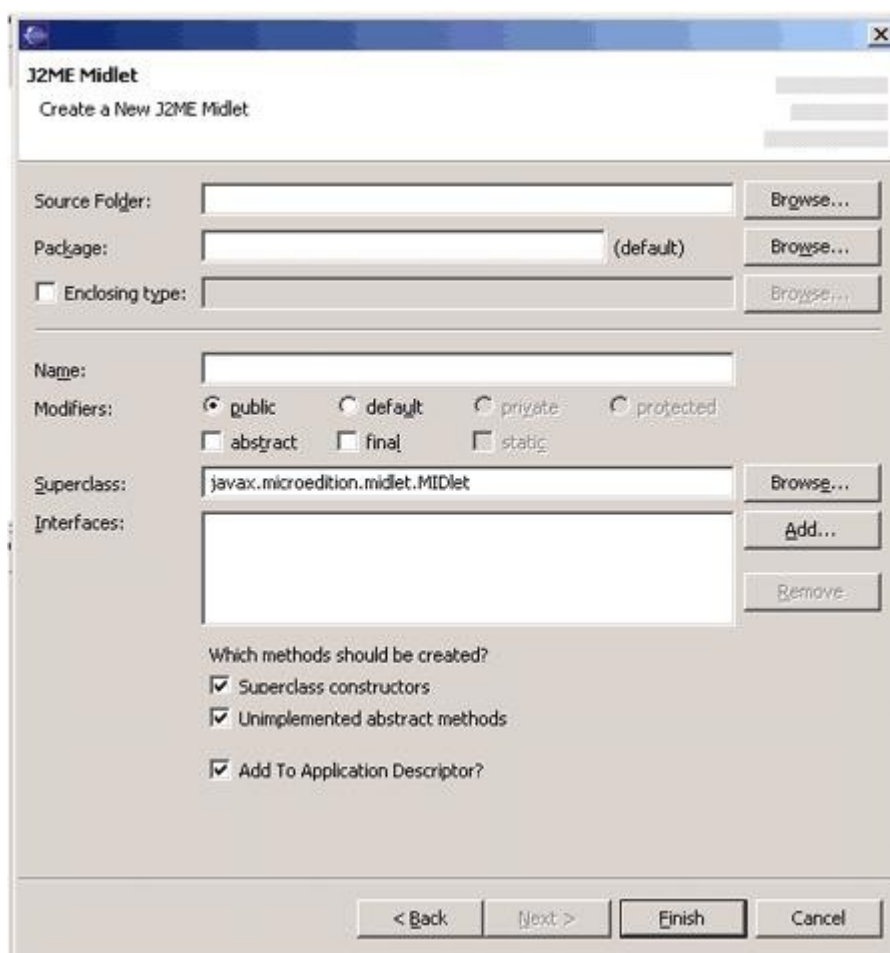 J2ME Midlet
Create a New J2ME Midlet
Source Folder: Browse...
Package: (default) Browse...
Enclosing type: Browse...
Name:
Modifiers: public default private protected
abstract final static
Superclass: javax.microedition.midlet.MIDlet Browse...
Interfaces: Add...
Remove
Which methods should be created?
Superclass constructors
Unimplemented abstract methods
Add To Application Descriptor?
< Back Next > Finish Cancel